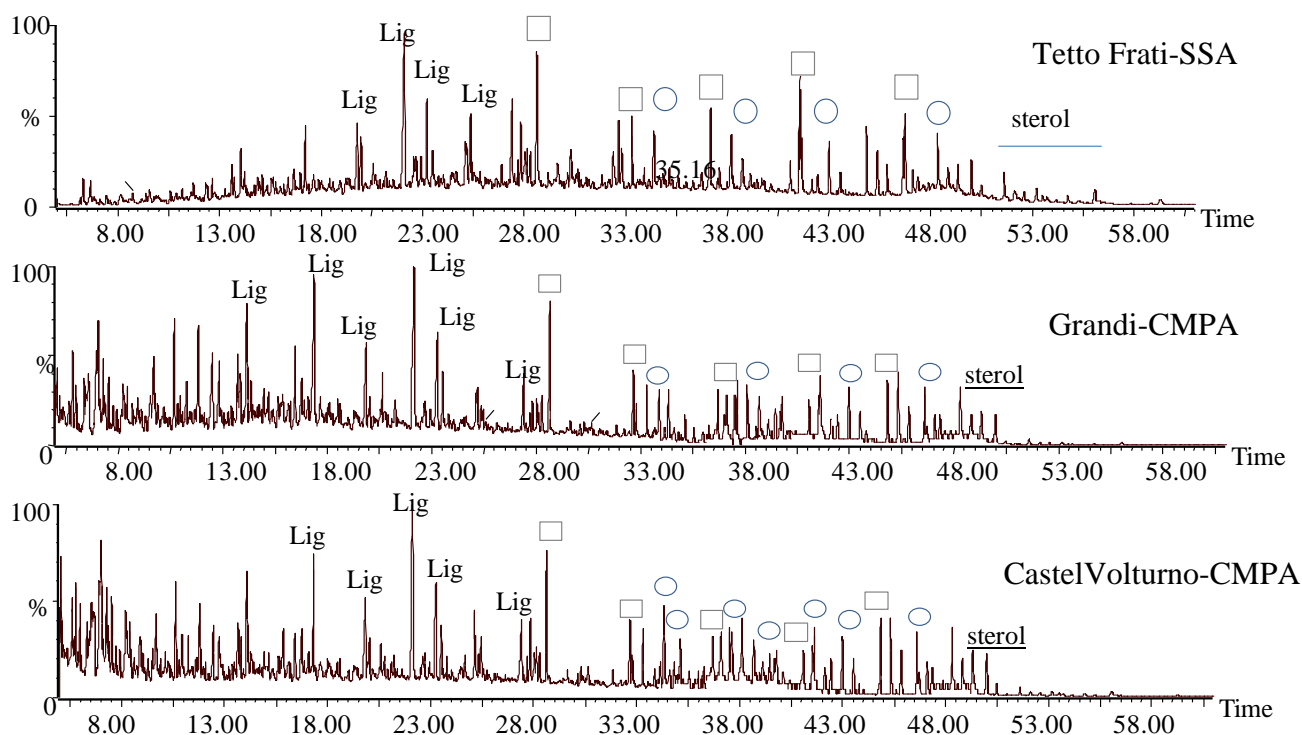 100
Lig
Lig
Lig
Lig
Tetto Frati-SSA
%
sterol
35.16
0
Time
8.00 13.00 18.00 23.00 28.00 33.00 38.00 43.00 48.00 53.00 58.00
100
Lig
Lig
Lig
Lig
Lig
Lig
Grandi-CMPA
%
sterol
0
Time
8.00 13.00 18.00 23.00 28.00 33.00 38.00 43.00 48.00 53.00 58.00
100
Lig
Lig
Lig
Lig
Lig
CastelVolturno-CMPA
%
sterol
0
Time
8.00 13.00 18.00 23.00 28.00 33.00 38.00 43.00 48.00 53.00 58.00